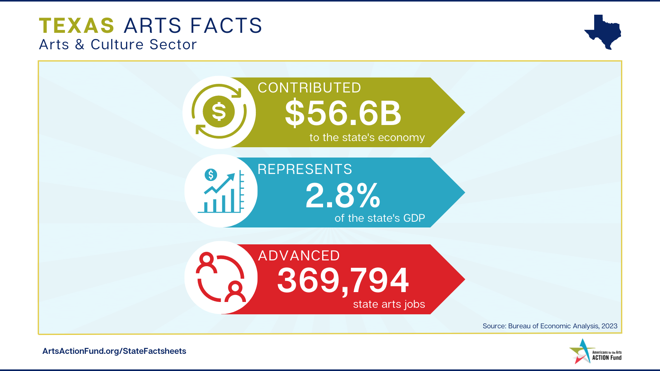 TEXAS ARTS FACTS
Arts & Culture Sector
CONTRIBUTED
$56.6B
to the state's economy
$
REPRESENTS
2.8%
of the state's GDP
$
ADVANCED
369,794
state arts jobs
Source: Bureau of Economic Analysis, 2023
ArtsActionFund.org/StateFactsheets
Americans for the Arts
ACTION Fund